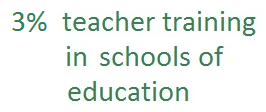 3% teacher training
in schools of
education